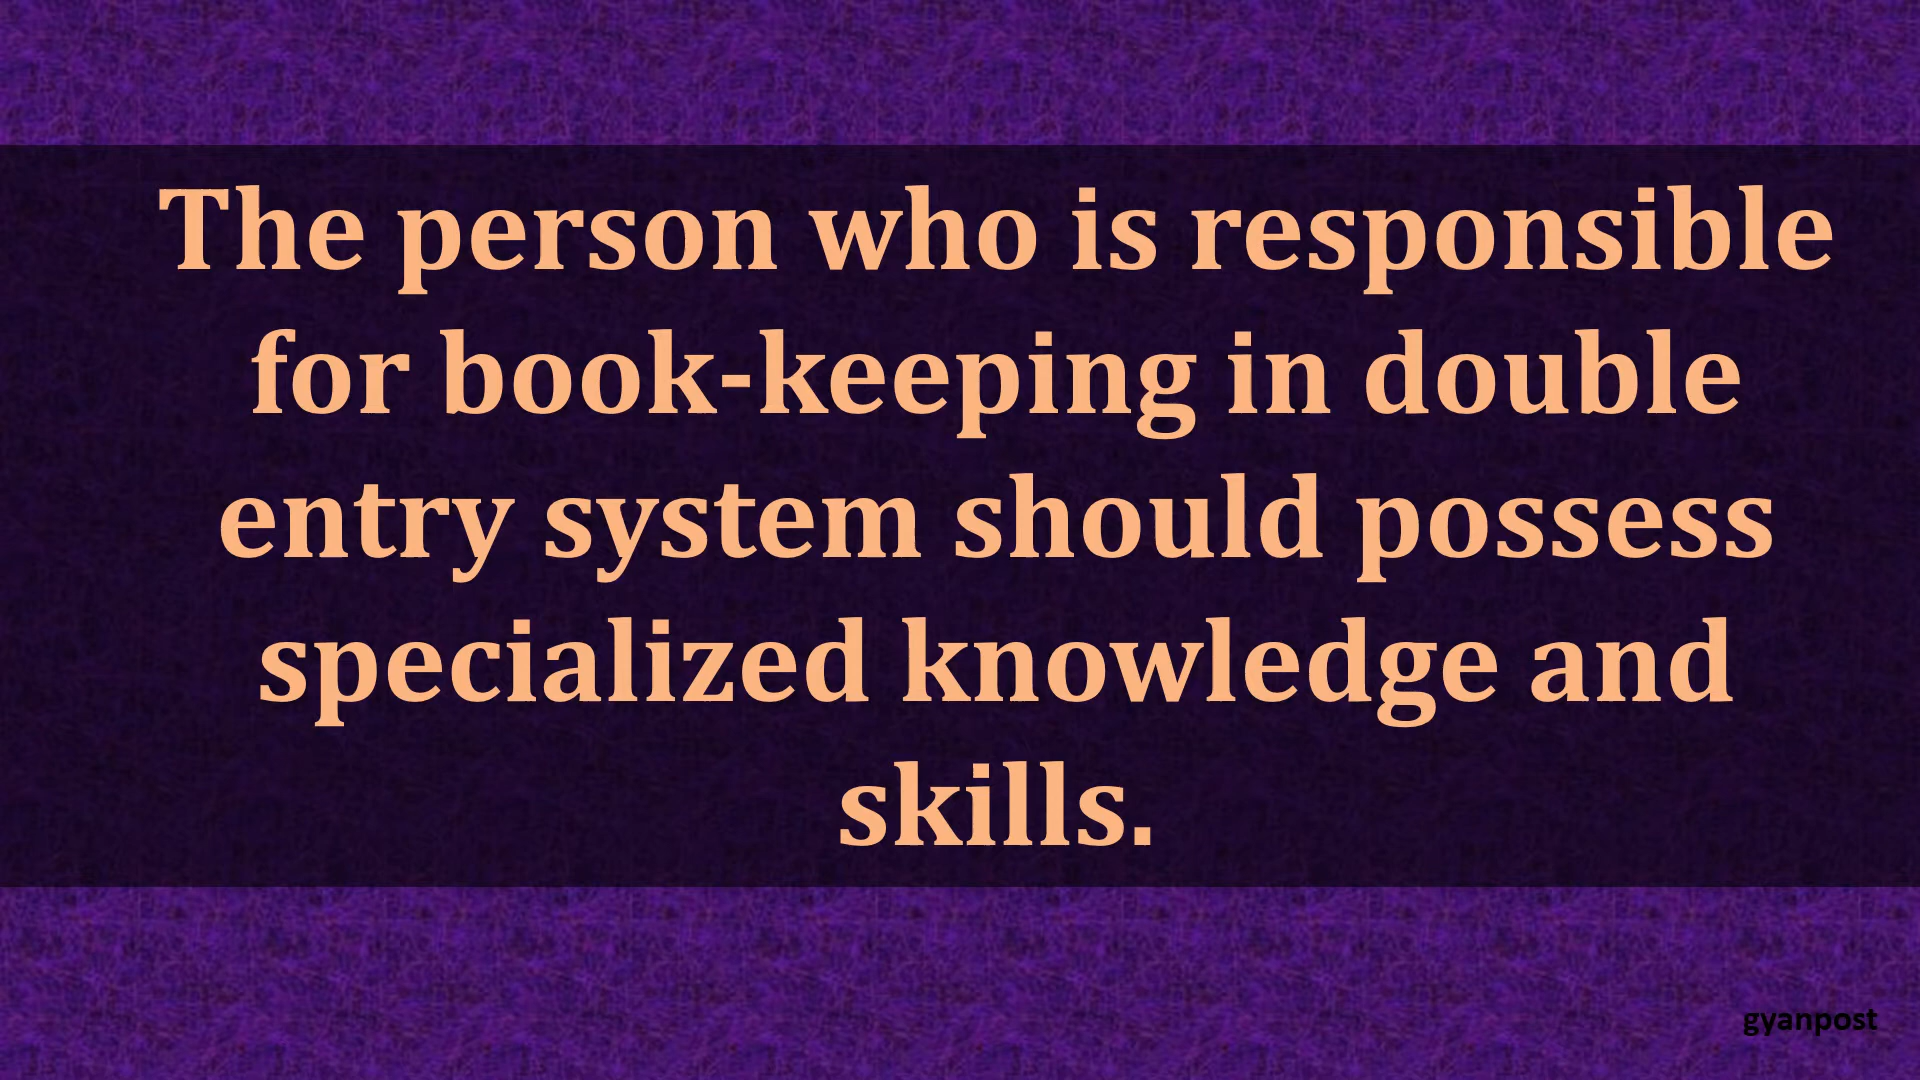 The person who is responsible
for book-keeping in double
entry system should possess
specialized knowledge and
skills.
gyanpost